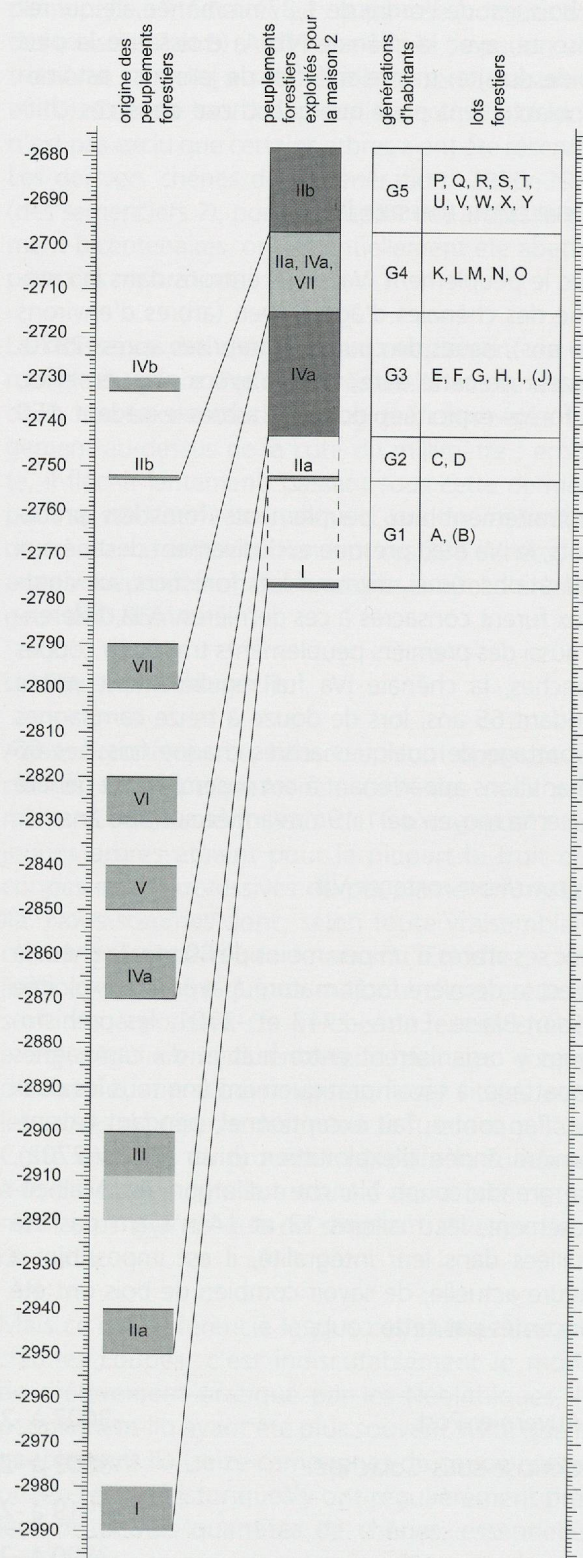 origine des
peuplements
forestiers
peuplements
forestiers
exploités pour
la maison 2
générations
d'habitants
lots
forestiers
-2680
-2690
-2700
-2710
-2720
-2730
-2740
-2750
-2760
-2770
-2780
-2790
-2800
-2810
-2820
-2830
-2840
-2850
-2860
-2870
-2880
-2890
-2900
-2910
-2920
-2930
-2940
-2950
-2960
-2970
-2980
-2990
IVb
IIb
VII
VI
V
IVa
III
IIa
I
IIb
IIa, IVa,
VII
IVa
IIa
I
G5
P, Q, R, S, T,
U, V, W, X, Y
G4
K, L M, N, O
G3
E, F, G, H, I, (J)
G2
C, D
G1
A, (B)